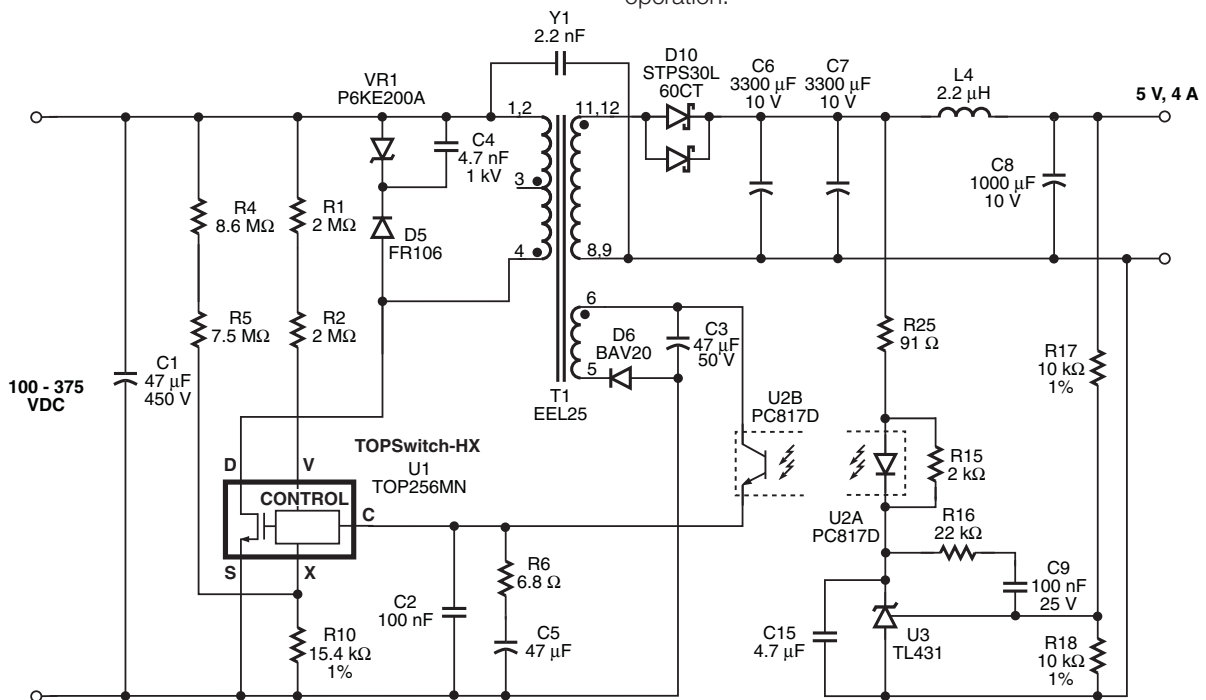 operation.
Y1
2.2 nF
VR1
P6KE200A
D10
STPS30L
60CT
C6
3300 µF
10 V
C7
3300 µF
10 V
L4
2.2 µH
5 V, 4 A
1,2
11,12
C4
4.7 nF
1 kV
3
C8
1000 µF
10 V
R4
8.6 MΩ
R1
2 MΩ
D5
FR106
4
8,9
6
R5
7.5 MΩ
R2
2 MΩ
D6
BAV20
C3
47 µF
50 V
R25
91 Ω
R17
10 kΩ
1%
C1
47 µF
450 V
100 - 375
VDC
5
T1
EEL25
U2B
PC817D
TOPSwitch-HX
U1
TOP256MN
D
V
R15
2 kΩ
CONTROL
C
U2A
PC817D
R16
22 kΩ
S
X
R6
6.8 Ω
C9
100 nF
25 V
C2
100 nF
R10
15.4 kΩ
1%
C5
47 µF
C15
4.7 µF
U3
TL431
R18
10 kΩ
1%